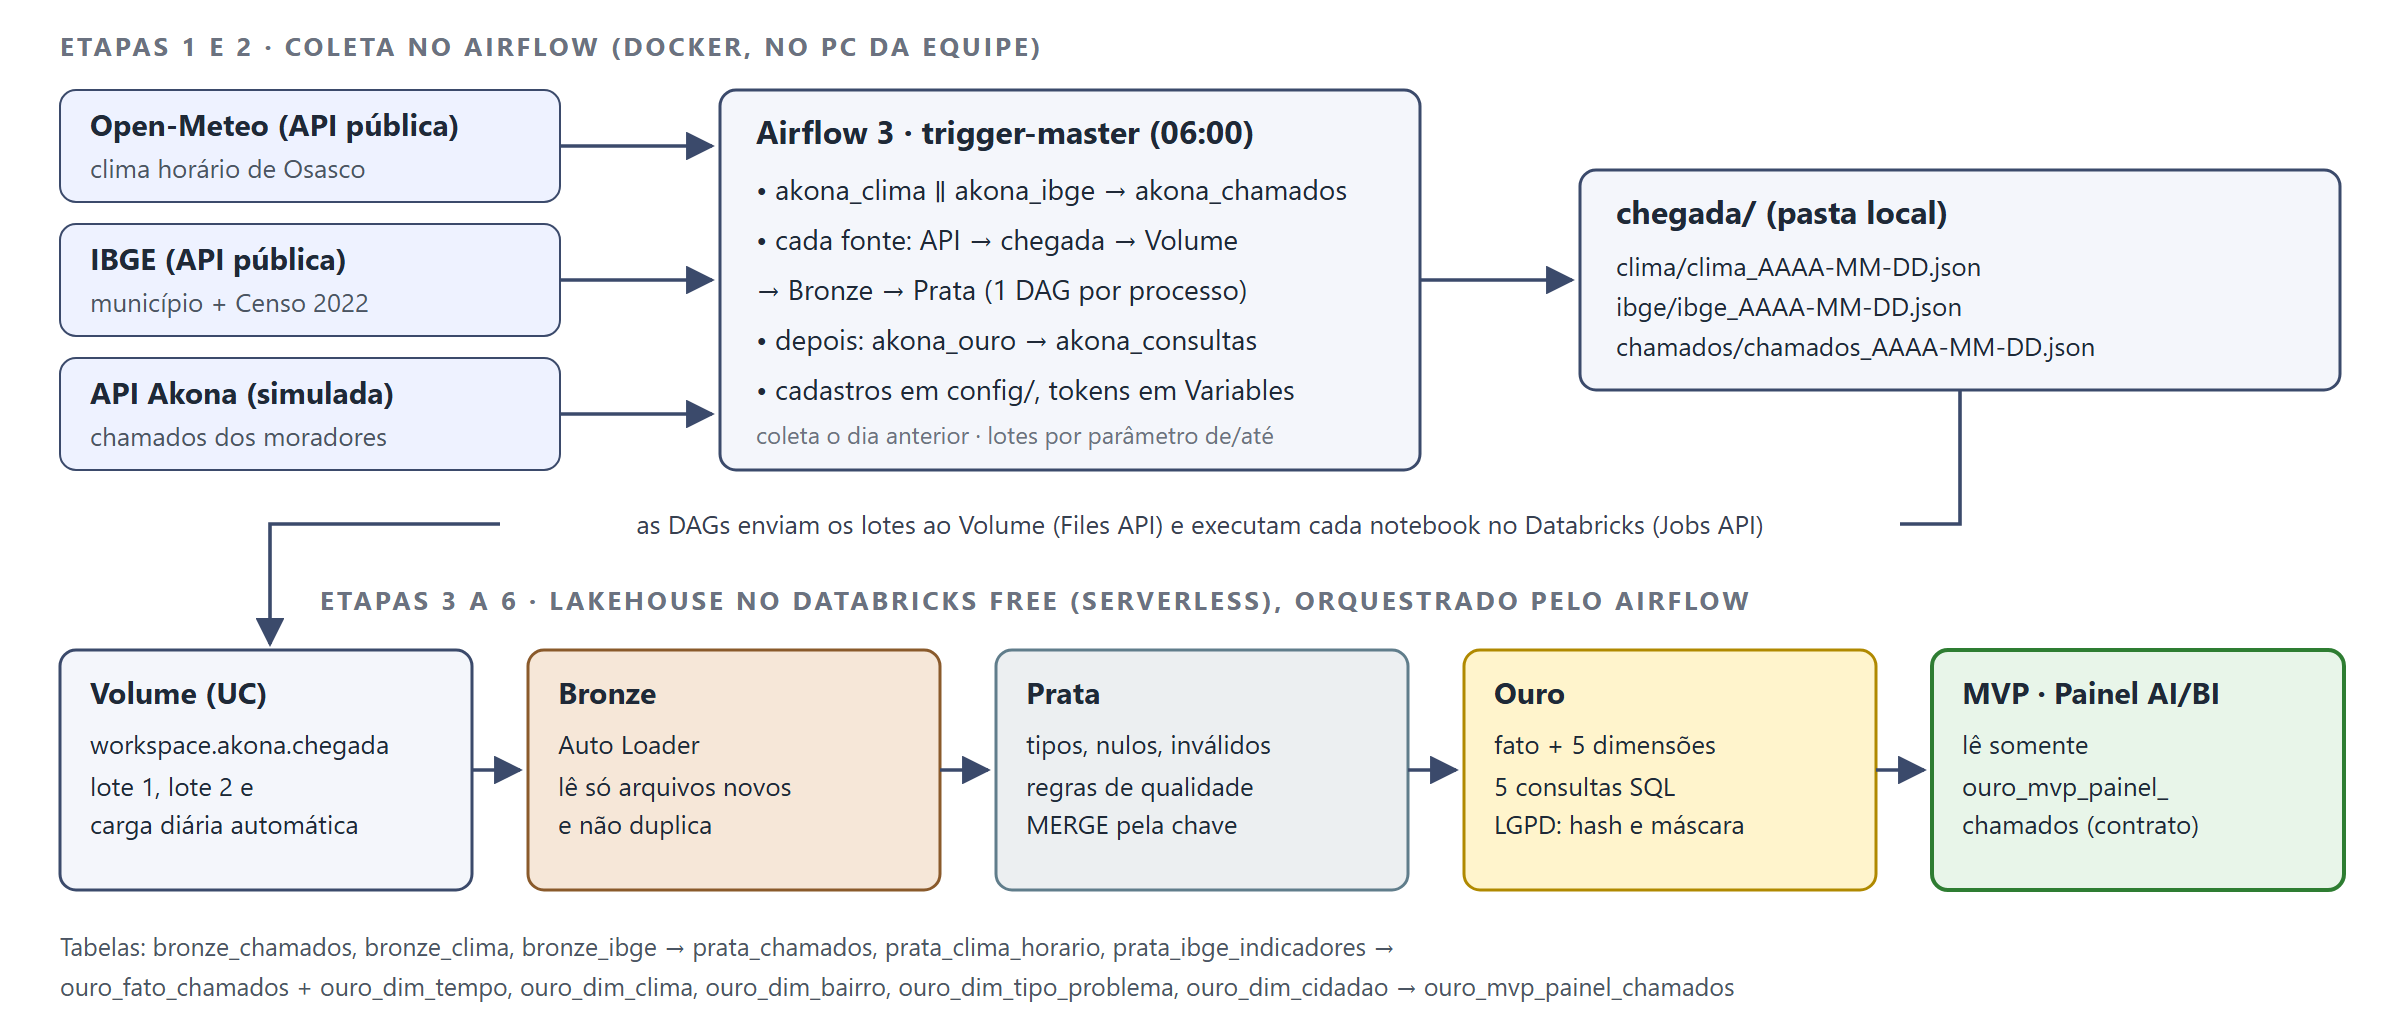 ETAPAS 1 E 2 · COLETA NO AIRFLOW (DOCKER, NO PC DA EQUIPE)
Open-Meteo (API pública)
clima horário de Osasco
IBGE (API pública)
município + Censo 2022
API Akona (simulada)
chamados dos moradores
Airflow 3 · trigger-master (06:00)
• akona_clima ∥ akona_ibge → akona_chamados
• cada fonte: API → chegada → Volume
→ Bronze → Prata (1 DAG por processo)
• depois: akona_ouro → akona_consultas
• cadastros em config/, tokens em Variables
coleta o dia anterior · lotes por parâmetro de/até
chegada/ (pasta local)
clima/clima_AAAA-MM-DD.json
ibge/ibge_AAAA-MM-DD.json
chamados/chamados_AAAA-MM-DD.json
as DAGs enviam os lotes ao Volume (Files API) e executam cada notebook no Databricks (Jobs API)
ETAPAS 3 A 6 · LAKEHOUSE NO DATABRICKS FREE (SERVERLESS), ORQUESTRADO PELO AIRFLOW
Volume (UC)
workspace.akona.chegada
lote 1, lote 2 e
carga diária automática
Bronze
Auto Loader
lê só arquivos novos
e não duplica
Prata
tipos, nulos, inválidos
regras de qualidade
MERGE pela chave
Ouro
fato + 5 dimensões
5 consultas SQL
LGPD: hash e máscara
MVP · Painel AI/BI
lê somente
ouro_mvp_painel_
chamados (contrato)
Tabelas: bronze_chamados, bronze_clima, bronze_ibge → prata_chamados, prata_clima_horario, prata_ibge_indicadores →
ouro_fato_chamados + ouro_dim_tempo, ouro_dim_clima, ouro_dim_bairro, ouro_dim_tipo_problema, ouro_dim_cidadao → ouro_mvp_painel_chamados